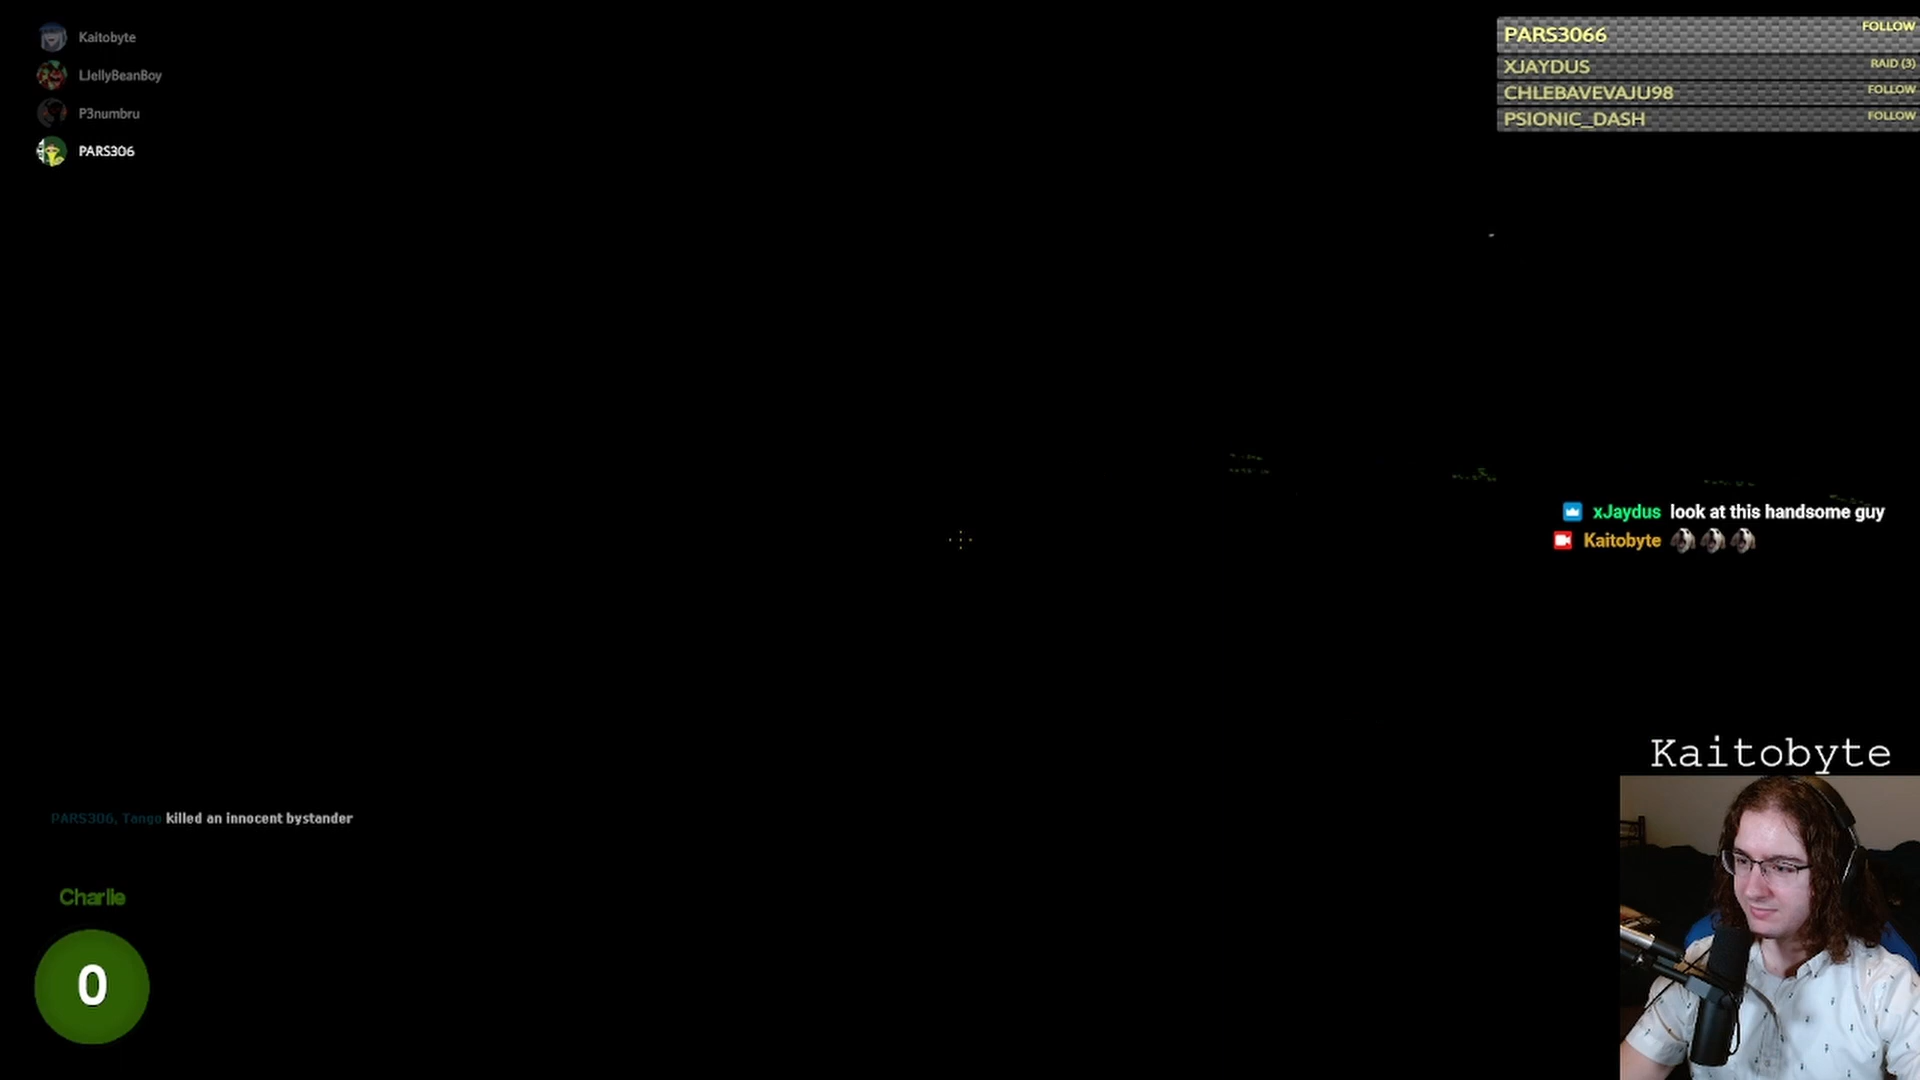 Kaitobyte
LJellyBeanBoy
P3numbru
PARS306
PARS3066 FOLLOW
XJAYDUS RAID (3)
CHLEBAVEVAJU98 FOLLOW
PSIONIC_DASH FOLLOW
xJaydus look at this handsome guy
Kaitobyte
Kaitobyte
PARS306, Tango killed an innocent bystander
Charlie
0